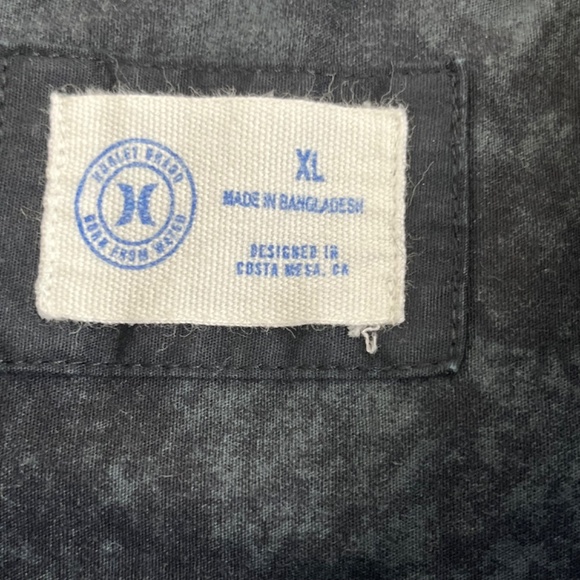 HURLEY BRAND
BORN FROM WATER
XL
MADE IN BANGLADESH
DESIGNED IN
COSTA MESA, CA